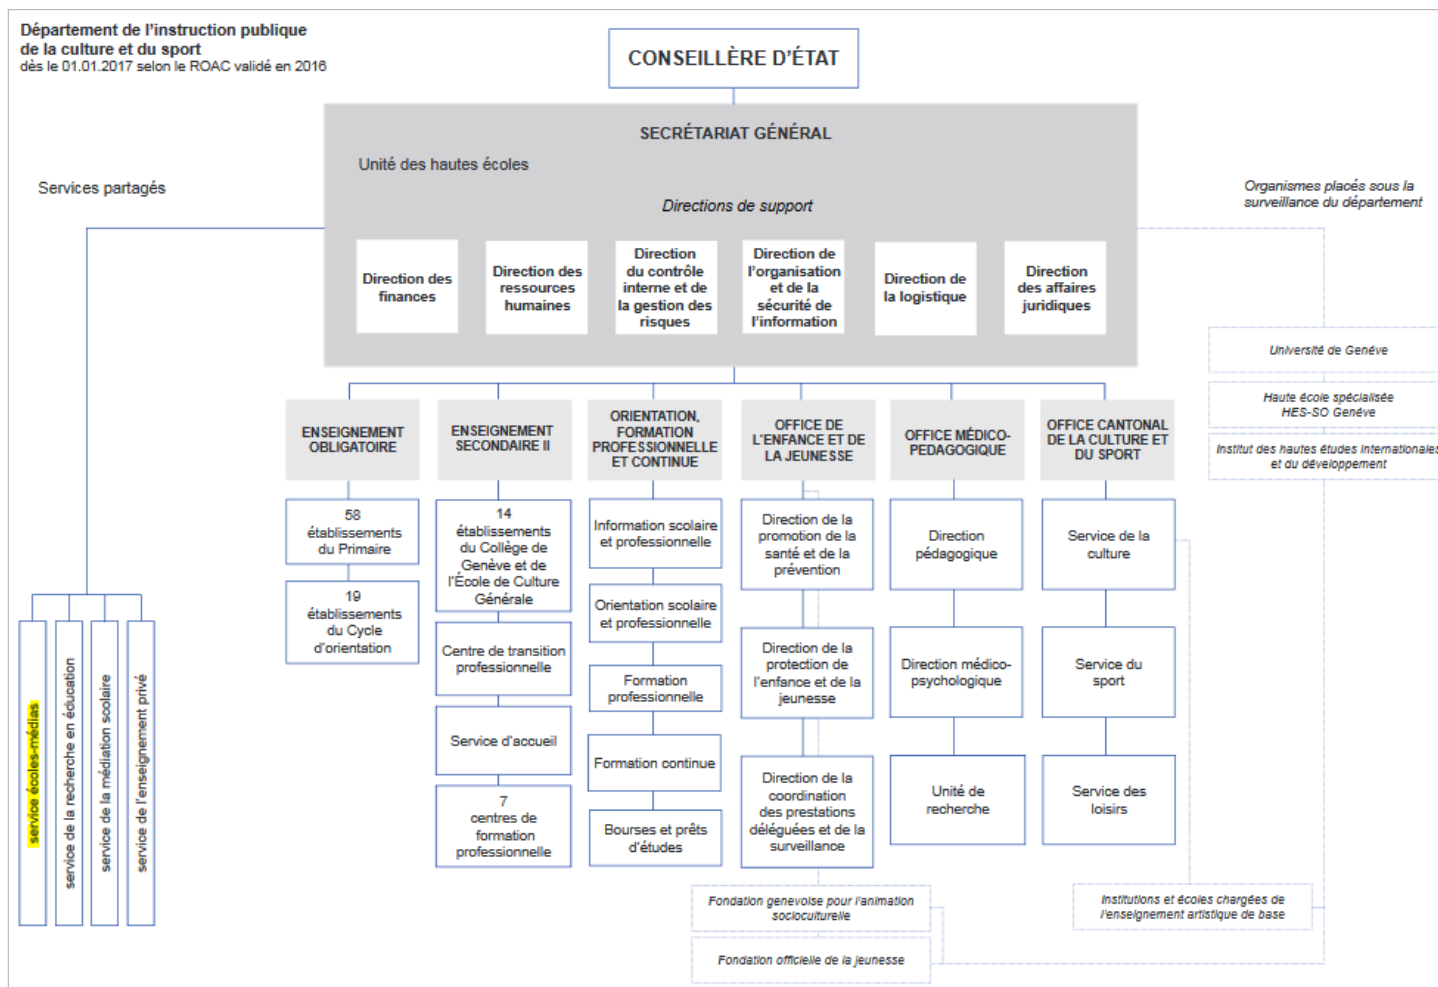 Département de l'instruction publique
de la culture et du sport
dès le 01.01.2017 selon le ROAC validé en 2016
CONSEILLÈRE D'ÉTAT
SECRÉTARIAT GÉNÉRAL
Unité des hautes écoles
Services partagés
Directions de support
Organismes placés sous la
surveillance du département
Direction des
finances
Direction des
ressources
humaines
Direction
du contrôle
interne et de
la gestion des
risques
Direction de
l'organisation
et de la
sécurité de
l'information
Direction de
la logistique
Direction
des affaires
juridiques
Université de Genève
Haute école spécialisée
HES-SO Genève
Institut des hautes études internationales
et du développement
ENSEIGNEMENT
OBLIGATOIRE
ENSEIGNEMENT
SECONDAIRE II
ORIENTATION,
FORMATION
PROFESSIONNELLE
ET CONTINUE
OFFICE DE
L'ENFANCE ET DE
LA JEUNESSE
OFFICE MÉDICO-
PEDAGOGIQUE
OFFICE CANTONAL
DE LA CULTURE ET
DU SPORT
58
établissements
du Primaire
19
établissements
du Cycle
d'orientation
14
établissements
du Collège de
Genève et de
l'École de Culture
Générale
Centre de transition
professionnelle
Service d'accueil
7
centres de
formation
professionnelle
Information scolaire
et professionnelle
Orientation scolaire
et professionnelle
Formation
professionnelle
Formation continue
Bourses et prêts
d'études
Direction de la
promotion de la
santé et de la
prévention
Direction de la
protection de
l'enfance et de la
jeunesse
Direction de la
coordination
des prestations
déléguées et de la
surveillance
Direction
pédagogique
Direction médico-
psychologique
Unité de
recherche
Service de la
culture
Service du
sport
Service des
loisirs
service écoles-médias
service de la recherche en éducation
service de la médiation scolaire
service de l'enseignement privé
Fondation genevoise pour l'animation
socioculturelle
Fondation officielle de la jeunesse
Institutions et écoles chargées de
l'enseignement artistique de base